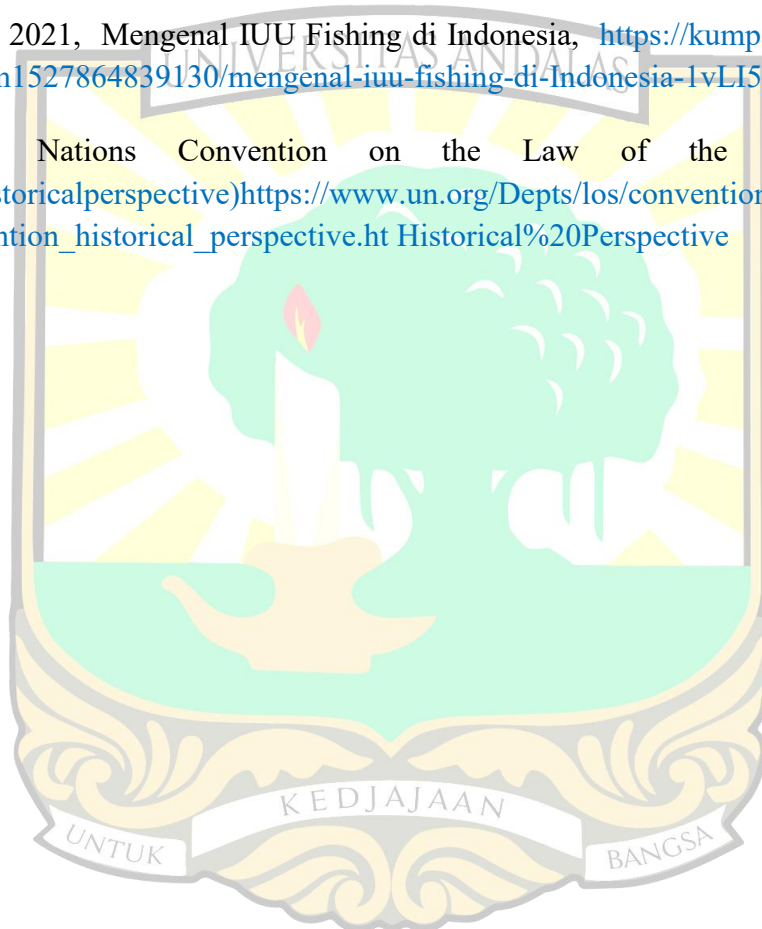 2021, Mengenal IUU Fishing di Indonesia, https://kump
n1527864839130/mengenal-iuu-fishing-di-Indonesia-1vLI5
UNIVERSITAS ANDALAS
Nations Convention on the Law of the
storicalperspective)https://www.un.org/Depts/los/convention
ntion_historical_perspective.ht Historical%20Perspective
KEDJAJAAN
UNTUK
BANGSA